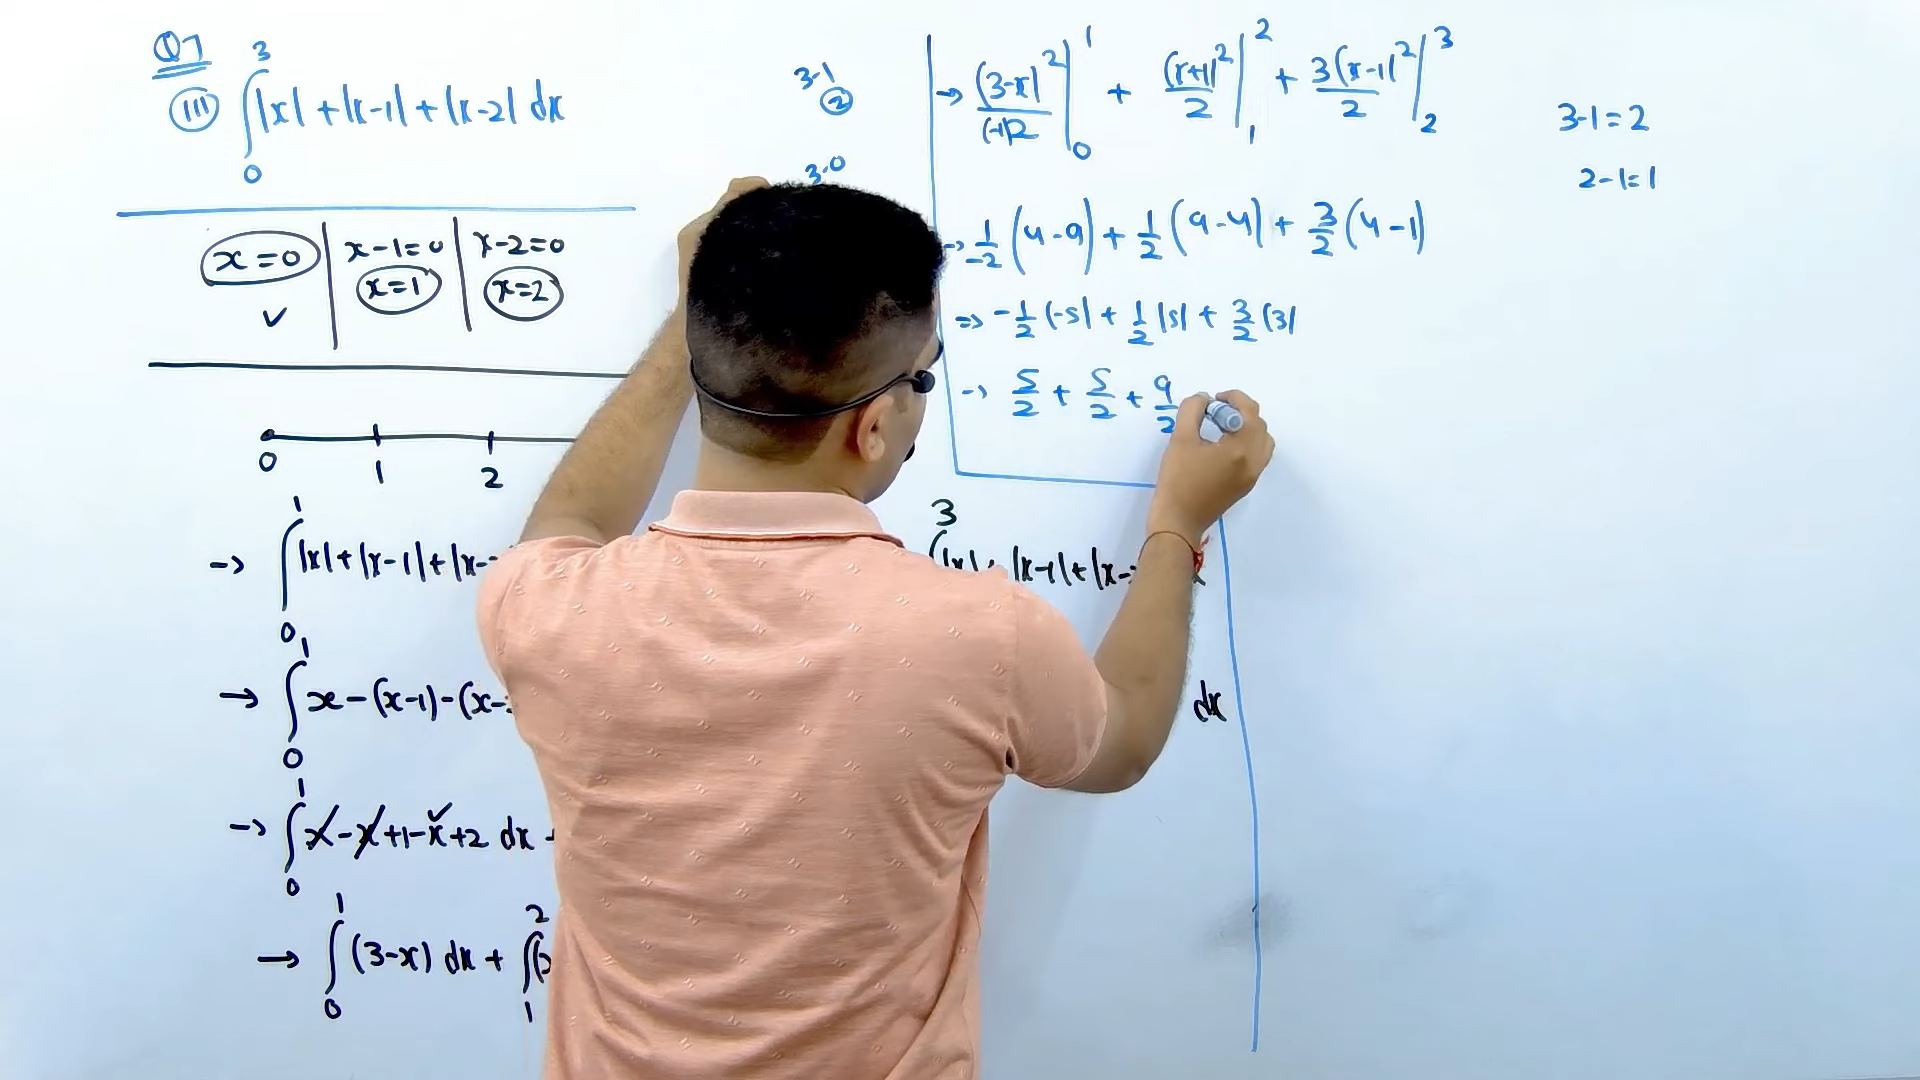 Q7
(III) ∫₀³ |x| + |x-1| + |x-2| dx
x=0 | x-1=0 | x-2=0
✓ x=1 x=2
0 1 2
→ ∫₀¹ |x| + |x-1| + |x-
→ ∫₀¹ x - (x-1) - (x-
→ ∫₀¹ x - x + 1 - x + 2 dx
→ ∫₀¹ (3-x) dx + ∫₁²
3-1
2
3-0
→ (3-x)²/(-1)2 |₀¹ + (x+1)²/2 |₁² + 3(x-1)²/2 |₂³
→ 1/-2 (4-9) + 1/2 (9-4) + 3/2 (4-1)
⇒ -1/2 (-5) + 1/2 (5) + 3/2 (3)
→ 5/2 + 5/2 + 9/2
3
|x-1| + |x-
dx
3-1=2
2-1=1